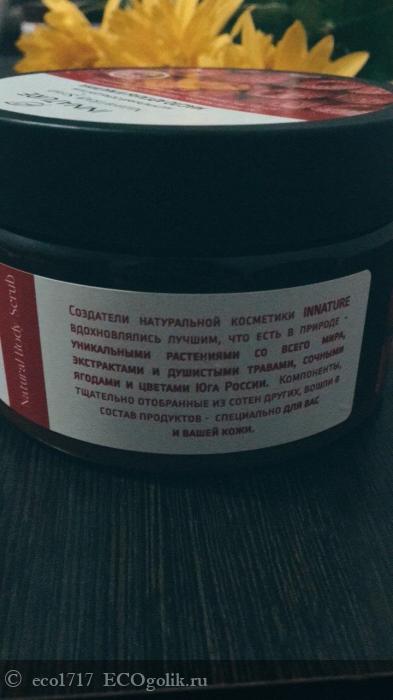 INNATURE
Natural Body Scrub
Создатели натуральной косметики INNATURE
вдохновлялись лучшим, что есть в природе -
уникальными растениями со всего мира,
экстрактами и душистыми травами, сочными
ягодами и цветами Юга России. Компоненты,
тщательно отобранные из сотен других, вошли в
состав продуктов - специально для вас
и вашей кожи.
© eco1717 ECOgolik.ru